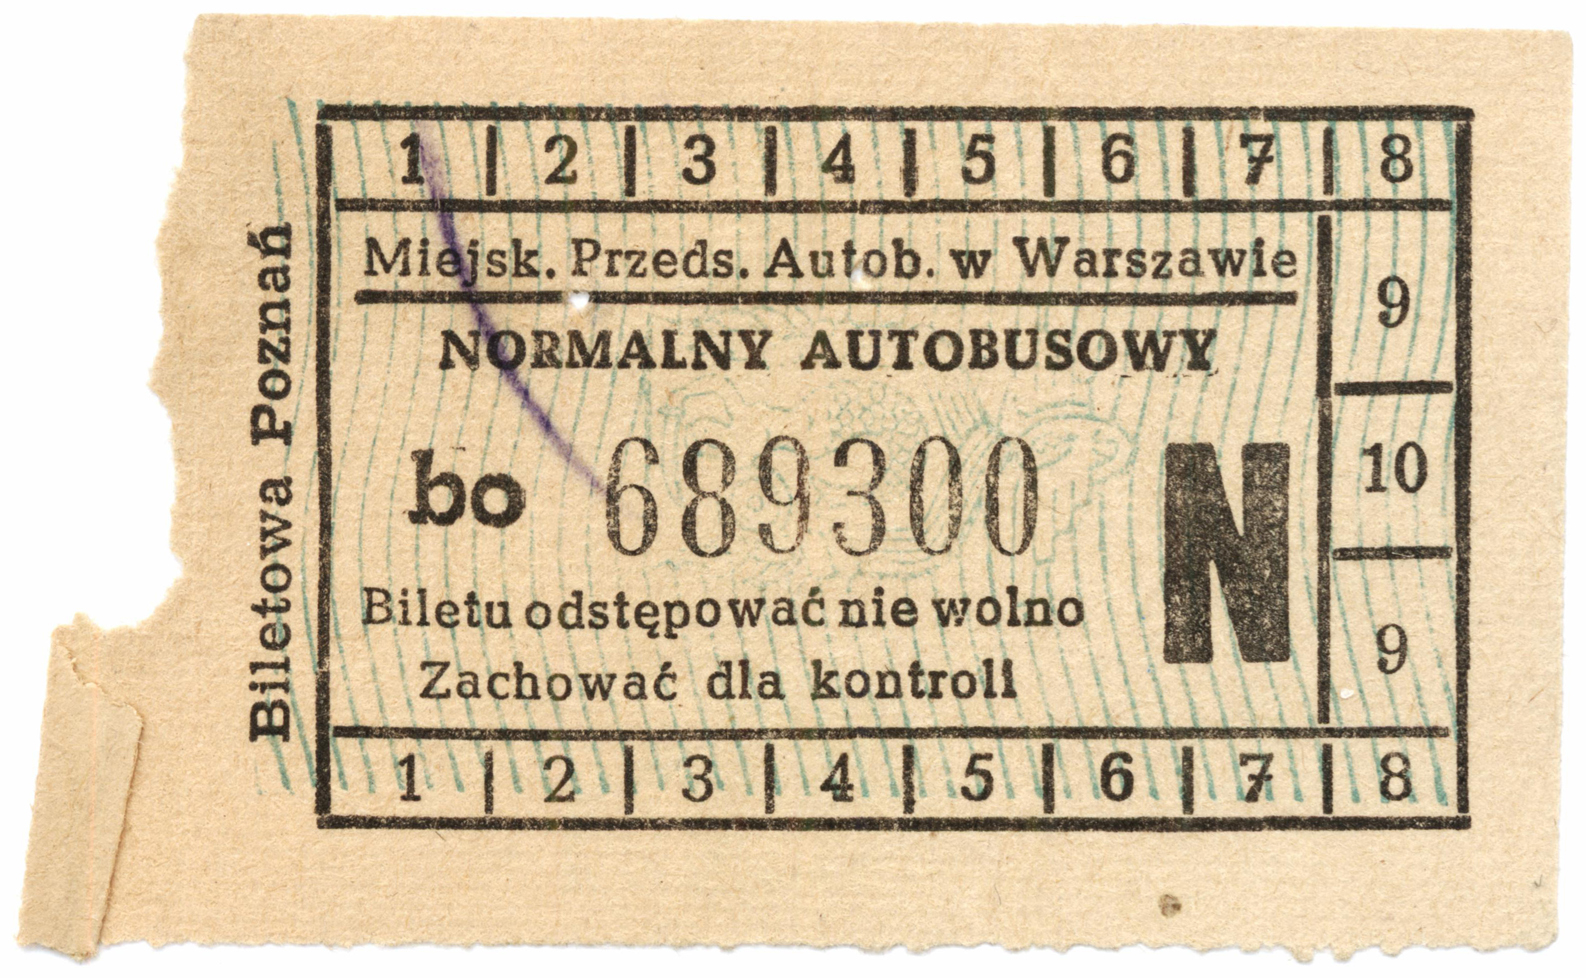 1 | 2 | 3 | 4 | 5 | 6 | 7 | 8
Miejsk. Przeds. Autob. w Warszawie
NORMALNY AUTOBUSOWY
bo 689300
N
Biletu odstępować nie wolno
Zachować dla kontroli
9
10
9
1 | 2 | 3 | 4 | 5 | 6 | 7 | 8
Biletowa Poznań